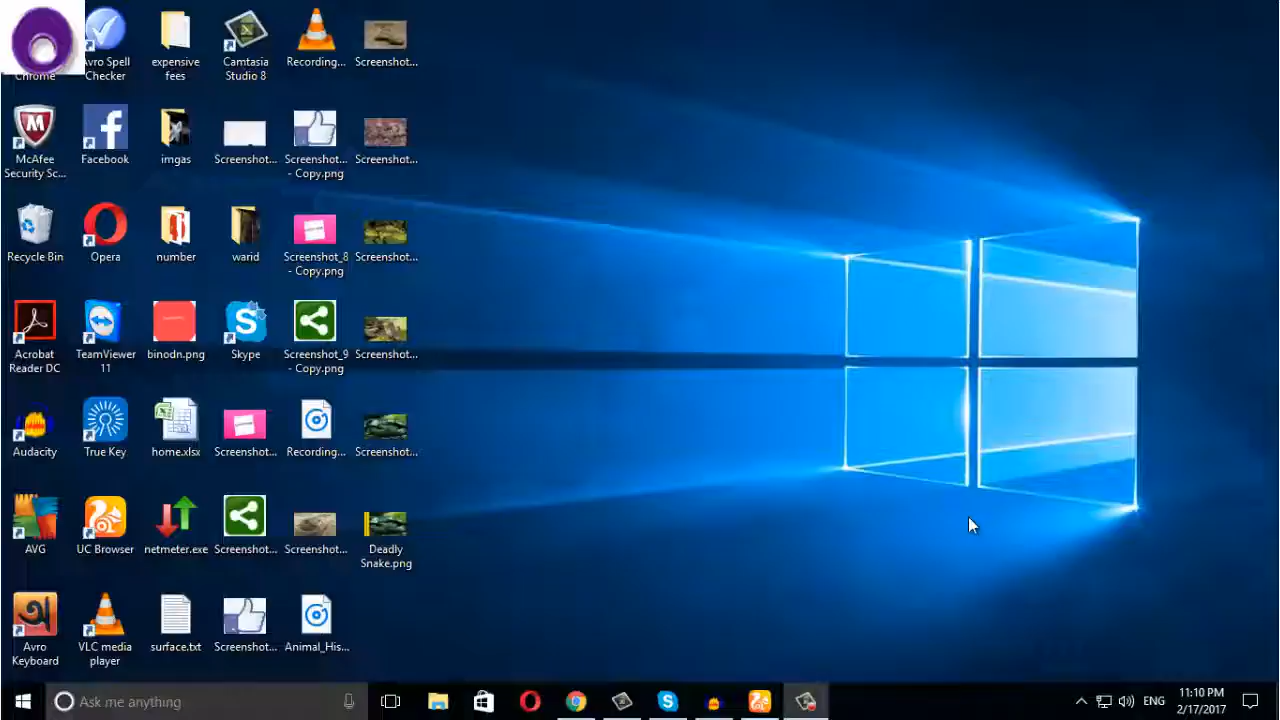 Chrome
Avro Spell
Checker
expensive
fees
Camtasia
Studio 8
Recording...
Screenshot...
McAfee
Security Sc...
Facebook
imgas
Screenshot...
Screenshot...
- Copy.png
Screenshot...
Recycle Bin
Opera
number
warid
Screenshot_8
- Copy.png
Screenshot...
Acrobat
Reader DC
TeamViewer
11
binodn.png
Skype
Screenshot_9
- Copy.png
Screenshot...
Audacity
True Key
home.xlsx
Screenshot...
Recording...
Screenshot...
AVG
UC Browser
netmeter.exe
Screenshot...
Screenshot...
Deadly
Snake.png
অ
Avro
Keyboard
VLC media
player
surface.txt
Screenshot...
Animal_His...
Ask me anything
ENG
11:10 PM
2/17/2017